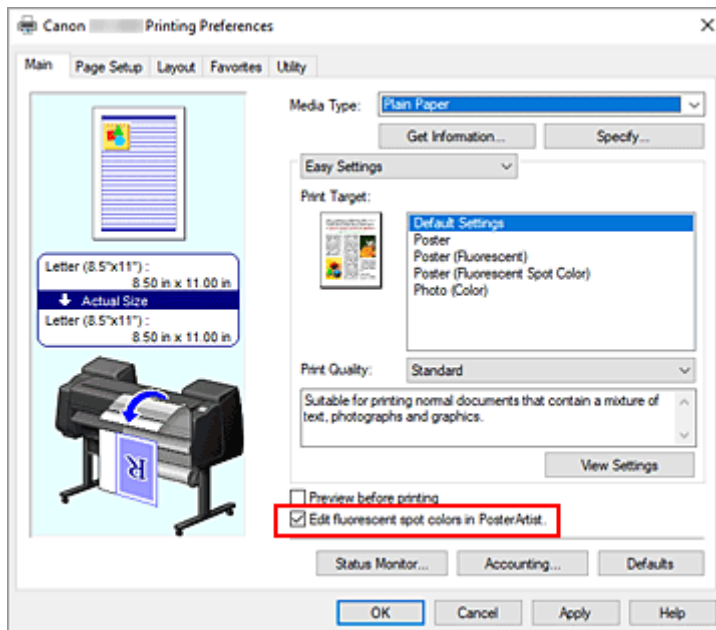 Canon Printing Preferences
Main Page Setup Layout Favorites Utility
Media Type: Plain Paper
Get Information... Specify...
Easy Settings
Print Target:
Default Settings
Poster
Poster (Fluorescent)
Poster (Fluorescent Spot Color)
Photo (Color)
Letter (8.5"x11") :
8.50 in x 11.00 in
Actual Size
Letter (8.5"x11") :
8.50 in x 11.00 in
Print Quality: Standard
Suitable for printing normal documents that contain a mixture of
text, photographs and graphics.
View Settings
Preview before printing
Edit fluorescent spot colors in PosterArtist.
Status Monitor... Accounting... Defaults
OK Cancel Apply Help
R